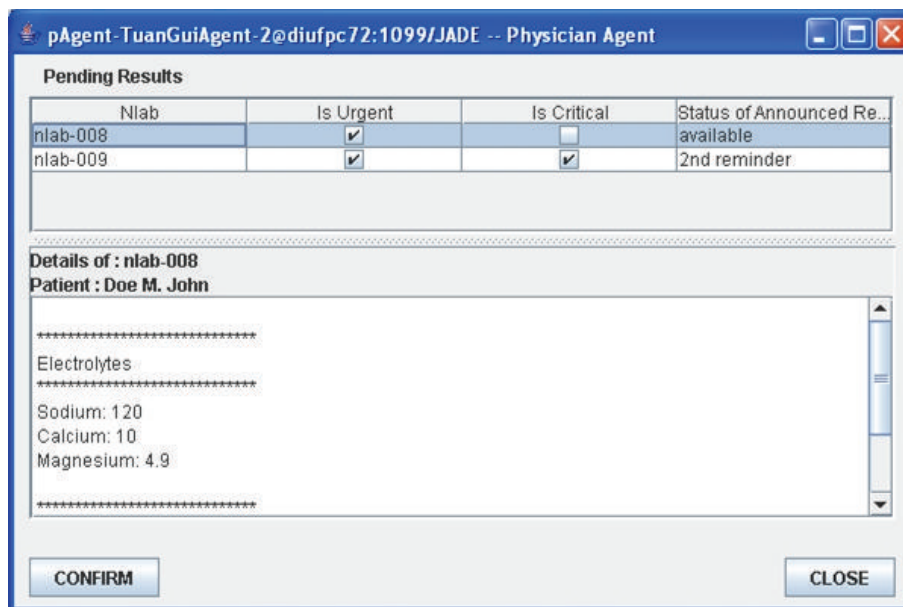 pAgent-TuanGuiAgent-2@diufpc72:1099/JADE -- Physician Agent
Pending Results
Nlab Is Urgent Is Critical Status of Announced Re...
nlab-008 available
nlab-009 2nd reminder
Details of : nlab-008
Patient : Doe M. John
*****************************
Electrolytes
*****************************
Sodium: 120
Calcium: 10
Magnesium: 4.9
*****************************
CONFIRM CLOSE